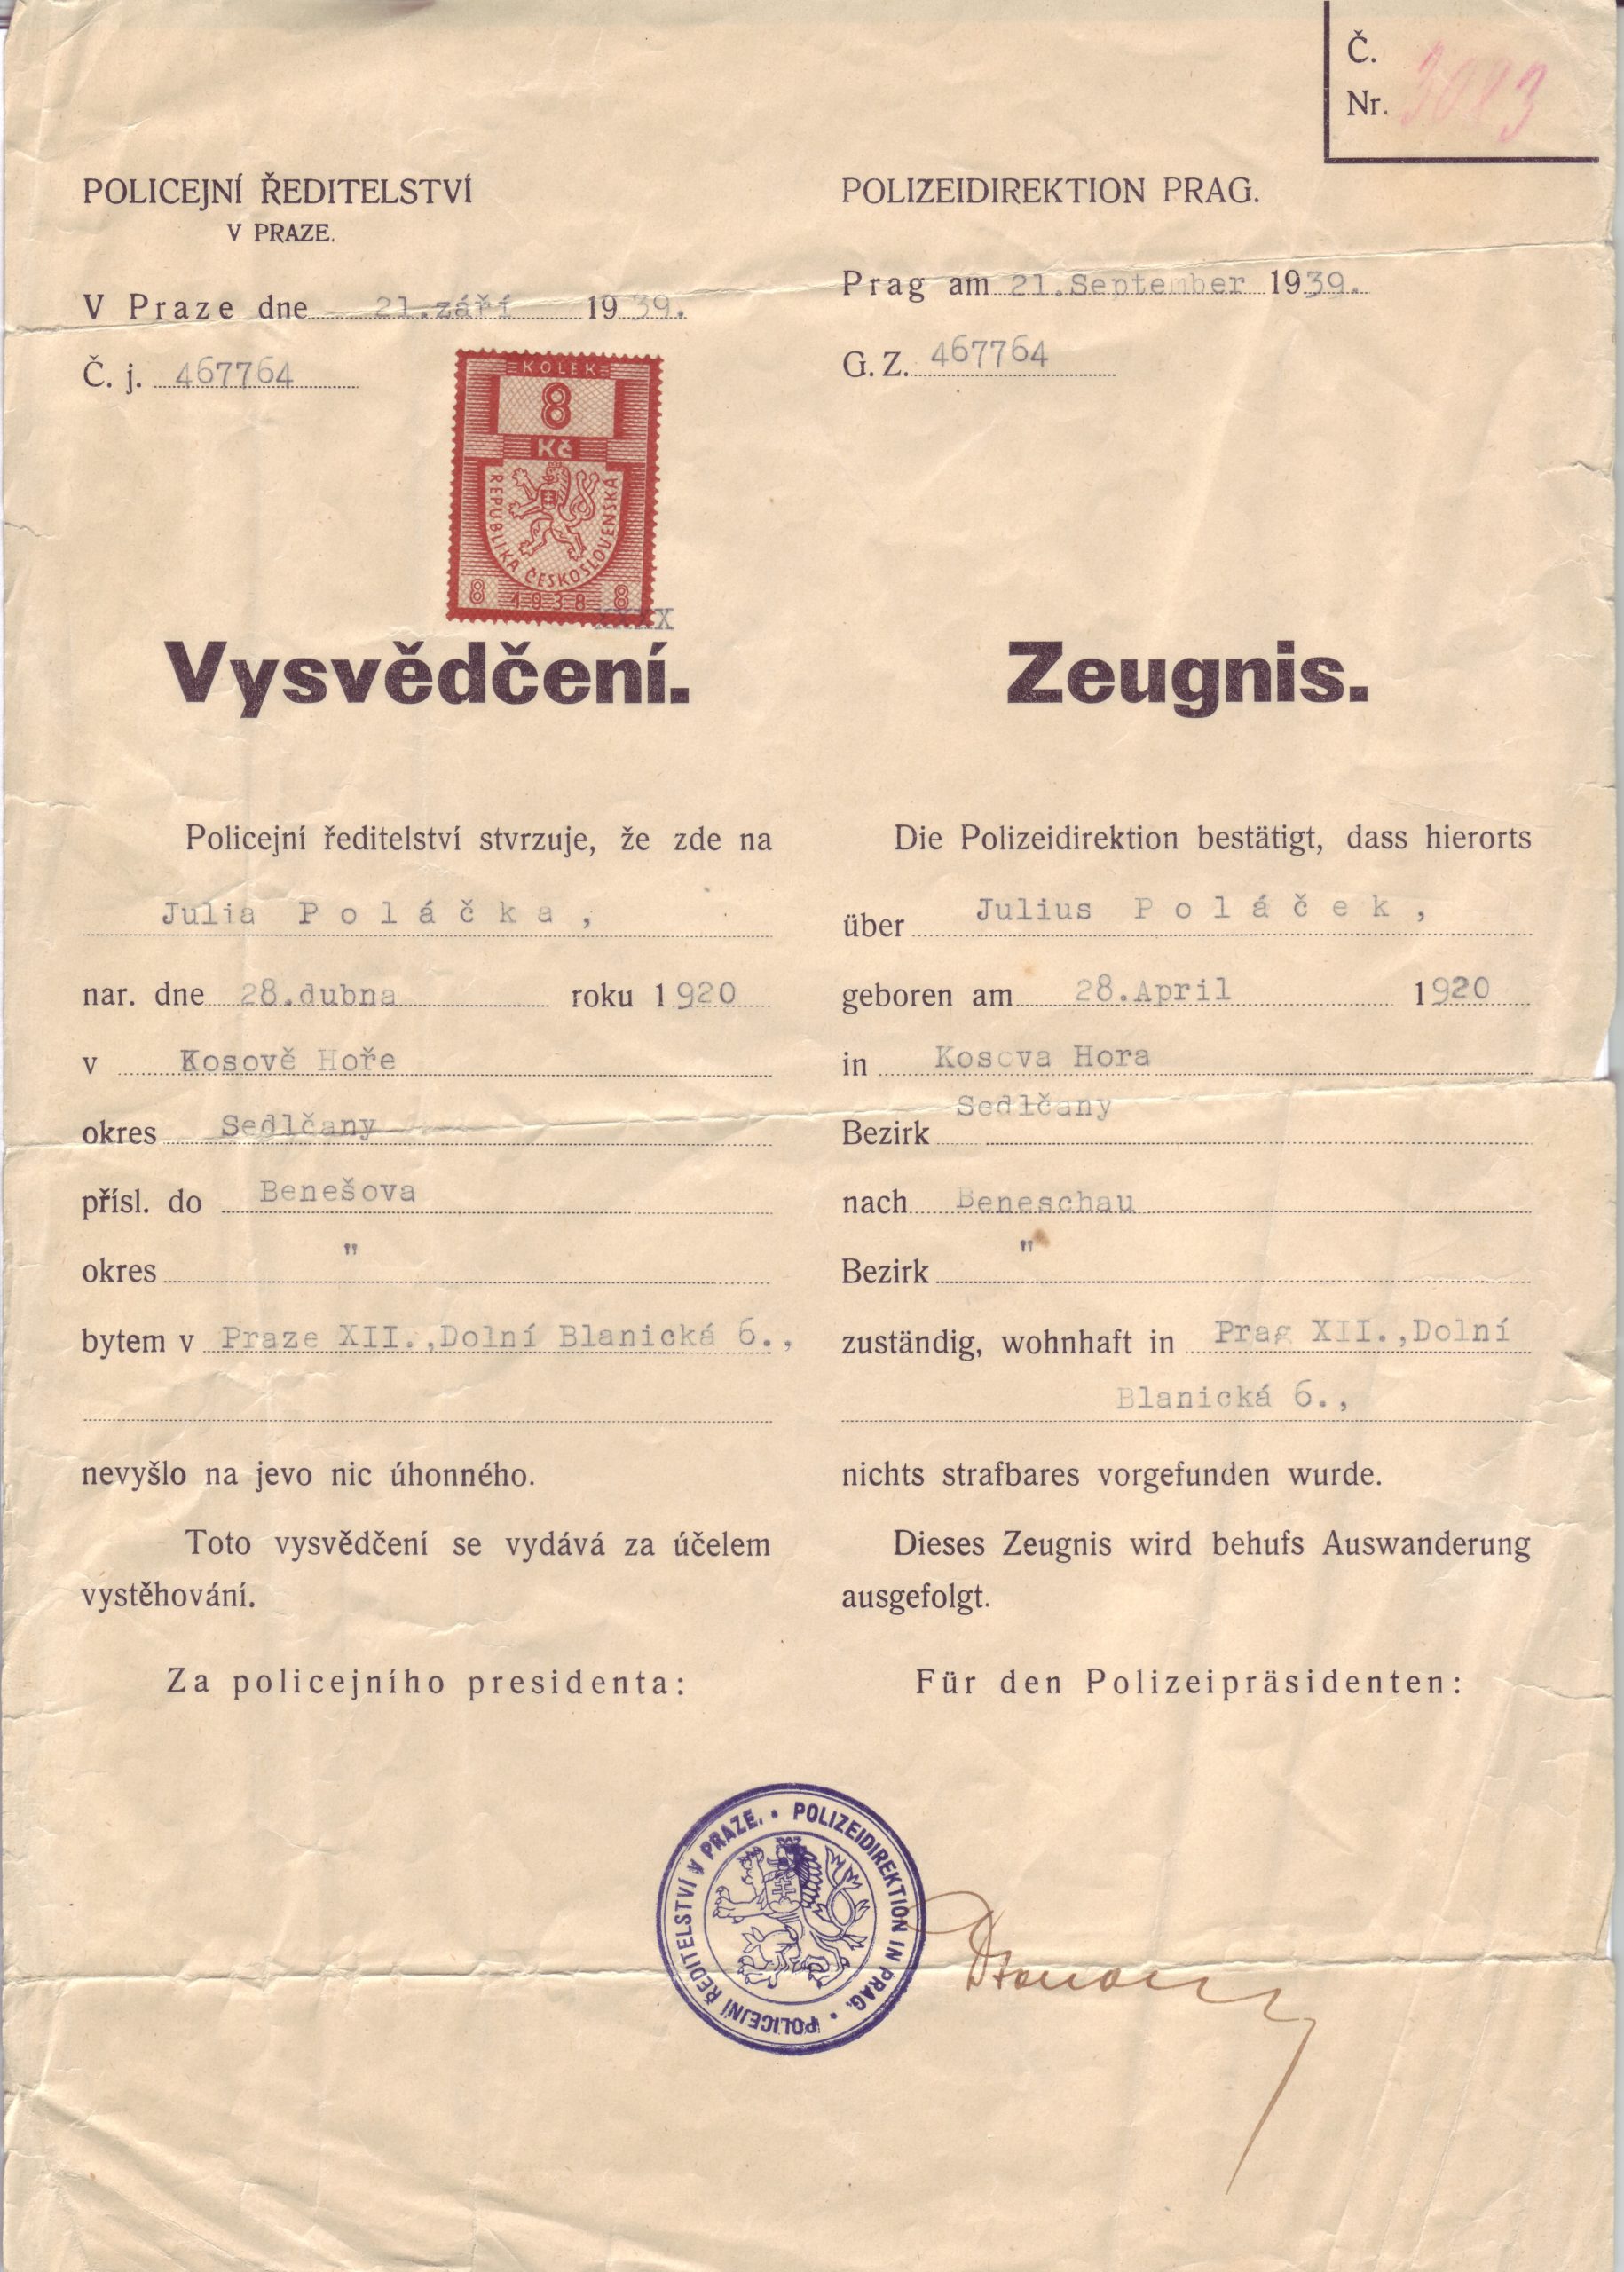 Č.
Nr.
POLICEJNÍ ŘEDITELSTVÍ
V PRAZE.
V Praze dne 21.září 1939.
Č. j. 467764
KOLEK
8
Kč
REPUBLIKA ČESKOSLOVENSKÁ
8 1938 8
xxxx
Vysvědčení.
Policejní ředitelství stvrzuje, že zde na
Julia Poláčka,
nar. dne 28.dubna roku 1920
v Kosově Hoře
okres Sedlčany
přísl. do Benešova
okres "
bytem v Praze XII.,Dolní Blanická 6.,
nevyšlo na jevo nic úhonného.
Toto vysvědčení se vydává za účelem
vystěhování.
Za policejního presidenta:
POLIZEIDIREKTION PRAG.
Prag am 21.September 1939.
G. Z. 467764
Zeugnis.
Die Polizeidirektion bestätigt, dass hierorts
über Julius Poláček,
geboren am 28.April 1920
in Kosova Hora
Bezirk Sedlčany
nach Beneschau
Bezirk "
zuständig, wohnhaft in Prag XII.,Dolní
Blanická 6.,
nichts strafbares vorgefunden wurde.
Dieses Zeugnis wird behufs Auswanderung
ausgefolgt.
Für den Polizeipräsidenten:
POLICEJNÍ ŘEDITELSTVÍ V PRAZE. • POLIZEIDIREKTION IN PRAG. •